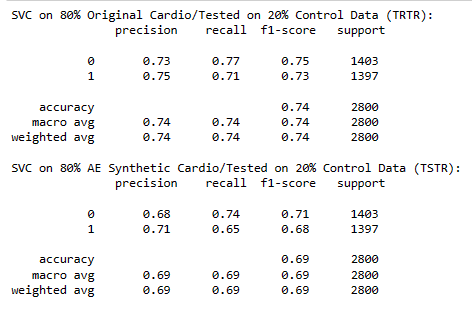 SVC on 80% Original Cardio/Tested on 20% Control Data (TRTR):
precision recall f1-score support
0 0.73 0.77 0.75 1403
1 0.75 0.71 0.73 1397
accuracy 0.74 2800
macro avg 0.74 0.74 0.74 2800
weighted avg 0.74 0.74 0.74 2800
SVC on 80% AE Synthetic Cardio/Tested on 20% Control Data (TSTR):
precision recall f1-score support
0 0.68 0.74 0.71 1403
1 0.71 0.65 0.68 1397
accuracy 0.69 2800
macro avg 0.69 0.69 0.69 2800
weighted avg 0.69 0.69 0.69 2800